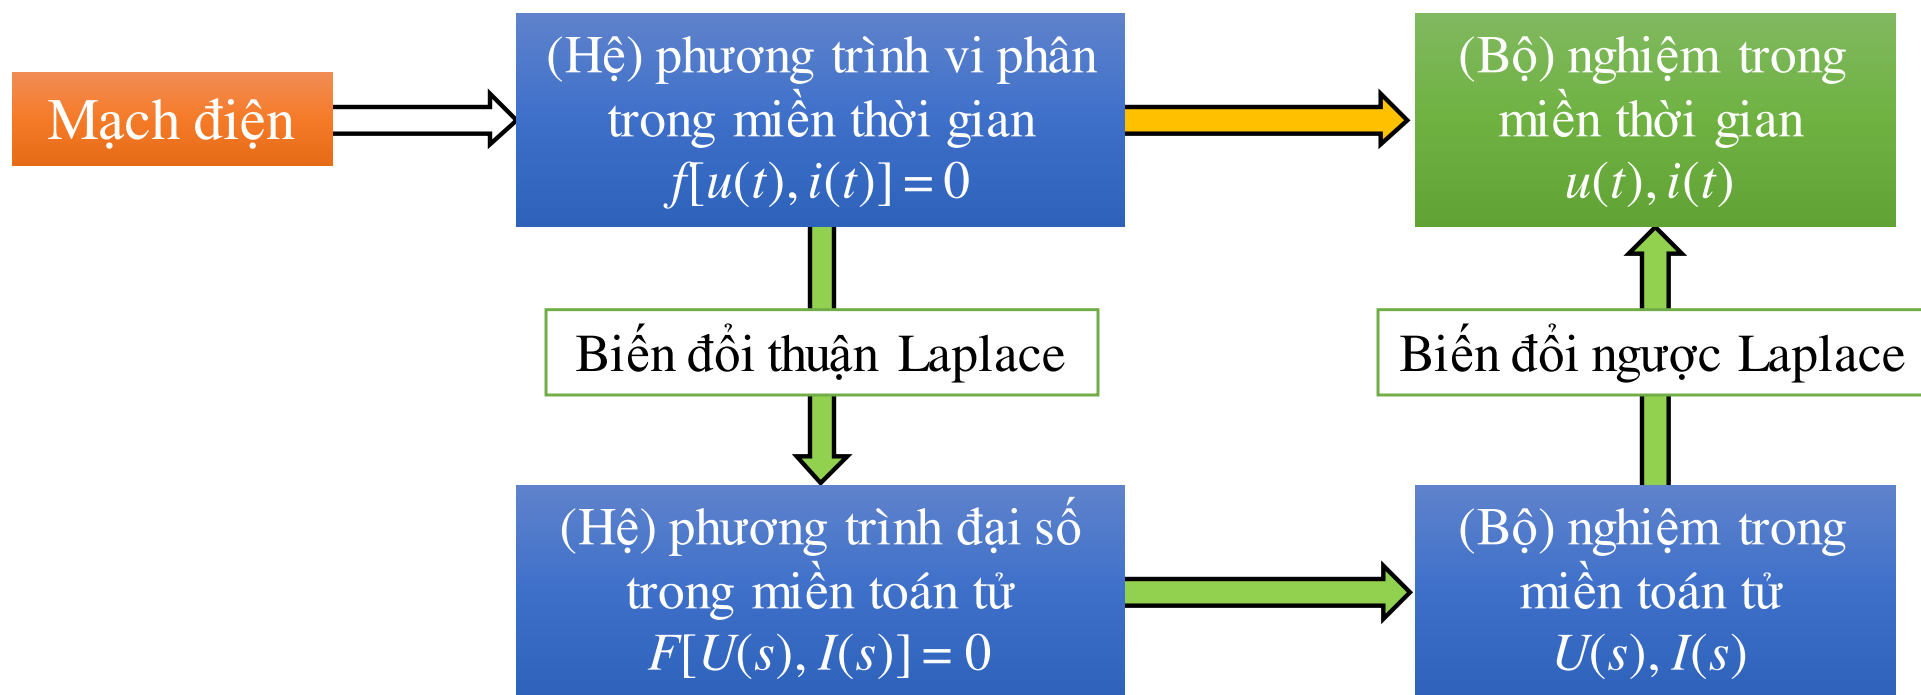 Mạch điện
(Hệ) phương trình vi phân
trong miền thời gian
f[u(t), i(t)] = 0
(Bộ) nghiệm trong
miền thời gian
u(t), i(t)
Biến đổi thuận Laplace
Biến đổi ngược Laplace
(Hệ) phương trình đại số
trong miền toán tử
F[U(s), I(s)] = 0
(Bộ) nghiệm trong
miền toán tử
U(s), I(s)